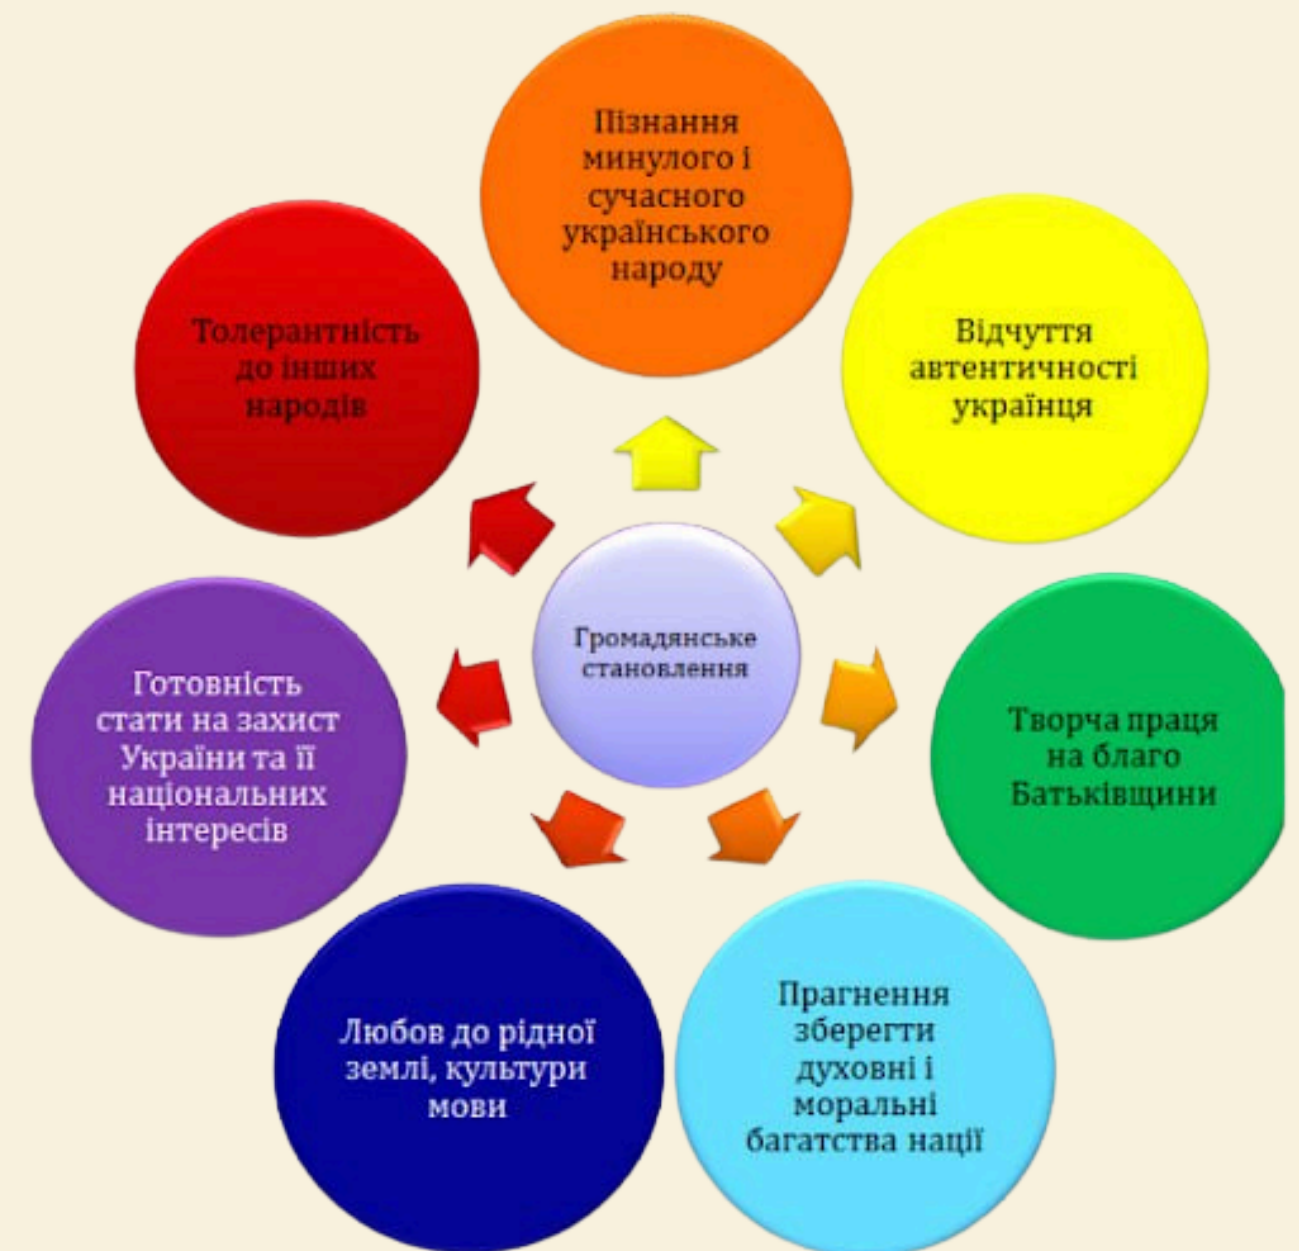 Пізнання
минулого і
сучасного
українського
народу
Відчуття
автентичності
українця
Творча праця
на благо
Батьківщини
Прагнення
зберегти
духовні і
моральні
багатства нації
Любов до рідної
землі, культури
мови
Готовність
стати на захист
України та її
національних
інтересів
Толерантність
до інших
народів
Громадянське
становлення